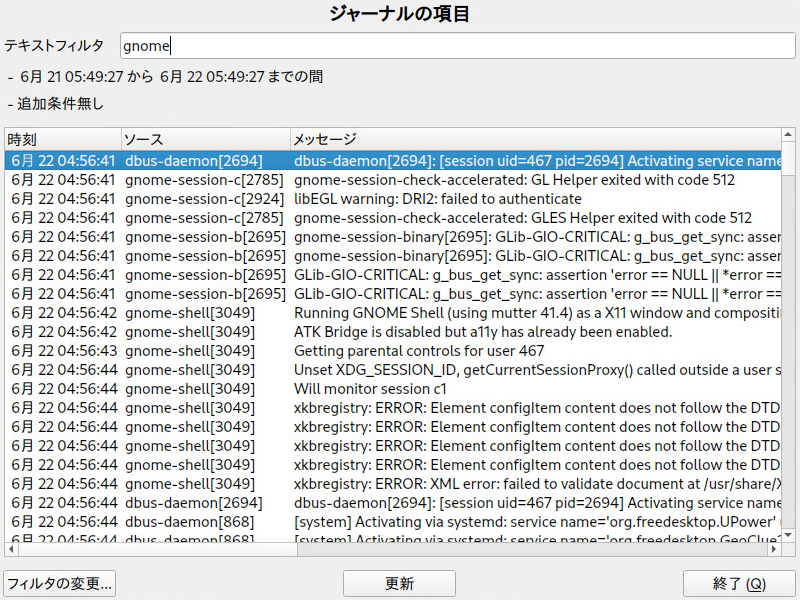 ジャーナルの項目
テキストフィルタ gnome
- 6月 21 05:49:27 から 6月 22 05:49:27 までの間
- 追加条件無し
時刻 ソース メッセージ
6月 22 04:56:41 dbus-daemon[2694] dbus-daemon[2694]: [session uid=467 pid=2694] Activating service name
6月 22 04:56:41 gnome-session-c[2785] gnome-session-check-accelerated: GL Helper exited with code 512
6月 22 04:56:41 gnome-session-c[2924] libEGL warning: DRI2: failed to authenticate
6月 22 04:56:41 gnome-session-c[2785] gnome-session-check-accelerated: GLES Helper exited with code 512
6月 22 04:56:41 gnome-session-b[2695] gnome-session-binary[2695]: GLib-GIO-CRITICAL: g_bus_get_sync: asser
6月 22 04:56:41 gnome-session-b[2695] gnome-session-binary[2695]: GLib-GIO-CRITICAL: g_bus_get_sync: asser
6月 22 04:56:41 gnome-session-b[2695] GLib-GIO-CRITICAL: g_bus_get_sync: assertion 'error == NULL || *error ==
6月 22 04:56:41 gnome-session-b[2695] GLib-GIO-CRITICAL: g_bus_get_sync: assertion 'error == NULL || *error ==
6月 22 04:56:42 gnome-shell[3049] Running GNOME Shell (using mutter 41.4) as a X11 window and compositi
6月 22 04:56:42 gnome-shell[3049] ATK Bridge is disabled but a11y has already been enabled.
6月 22 04:56:43 gnome-shell[3049] Getting parental controls for user 467
6月 22 04:56:44 gnome-shell[3049] Unset XDG_SESSION_ID, getCurrentSessionProxy() called outside a user s
6月 22 04:56:44 gnome-shell[3049] Will monitor session c1
6月 22 04:56:44 gnome-shell[3049] xkbregistry: ERROR: Element configItem content does not follow the DTD
6月 22 04:56:44 gnome-shell[3049] xkbregistry: ERROR: Element configItem content does not follow the DTD
6月 22 04:56:44 gnome-shell[3049] xkbregistry: ERROR: Element configItem content does not follow the DTD
6月 22 04:56:44 gnome-shell[3049] xkbregistry: ERROR: Element configItem content does not follow the DTD
6月 22 04:56:44 gnome-shell[3049] xkbregistry: ERROR: XML error: failed to validate document at /usr/share/X
6月 22 04:56:44 dbus-daemon[2694] dbus-daemon[2694]: [session uid=467 pid=2694] Activating service name
6月 22 04:56:44 dbus-daemon[868] [system] Activating via systemd: service name='org.freedesktop.UPower' u
6月 22 04:56:44 dbus-daemon[868] [system] Activating via systemd: service name='org.freedesktop.GeoClue2
フィルタの変更... 更新 終了 (Q)